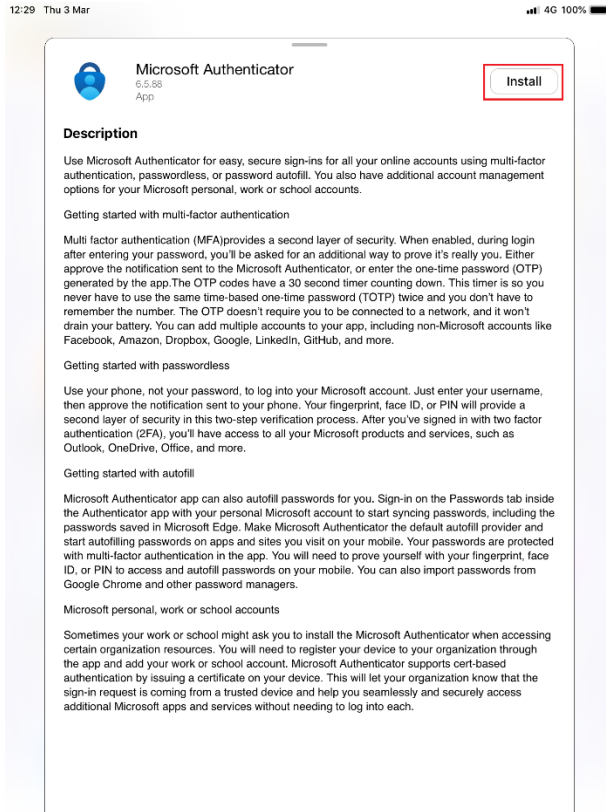 12:29 Thu 3 Mar
4G 100%
Microsoft Authenticator
6.5.88
App
Install
Description
Use Microsoft Authenticator for easy, secure sign-ins for all your online accounts using multi-factor
authentication, passwordless, or password autofill. You also have additional account management
options for your Microsoft personal, work or school accounts.
Getting started with multi-factor authentication
Multi factor authentication (MFA)provides a second layer of security. When enabled, during login
after entering your password, you'll be asked for an additional way to prove it's really you. Either
approve the notification sent to the Microsoft Authenticator, or enter the one-time password (OTP)
generated by the app.The OTP codes have a 30 second timer counting down. This timer is so you
never have to use the same time-based one-time password (TOTP) twice and you don't have to
remember the number. The OTP doesn't require you to be connected to a network, and it won't
drain your battery. You can add multiple accounts to your app, including non-Microsoft accounts like
Facebook, Amazon, Dropbox, Google, LinkedIn, GitHub, and more.
Getting started with passwordless
Use your phone, not your password, to log into your Microsoft account. Just enter your username,
then approve the notification sent to your phone. Your fingerprint, face ID, or PIN will provide a
second layer of security in this two-step verification process. After you've signed in with two factor
authentication (2FA), you'll have access to all your Microsoft products and services, such as
Outlook, OneDrive, Office, and more.
Getting started with autofill
Microsoft Authenticator app can also autofill passwords for you. Sign-in on the Passwords tab inside
the Authenticator app with your personal Microsoft account to start syncing passwords, including the
passwords saved in Microsoft Edge. Make Microsoft Authenticator the default autofill provider and
start autofilling passwords on apps and sites you visit on your mobile. Your passwords are protected
with multi-factor authentication in the app. You will need to prove yourself with your fingerprint, face
ID, or PIN to access and autofill passwords on your mobile. You can also import passwords from
Google Chrome and other password managers.
Microsoft personal, work or school accounts
Sometimes your work or school might ask you to install the Microsoft Authenticator when accessing
certain organization resources. You will need to register your device to your organization through
the app and add your work or school account. Microsoft Authenticator supports cert-based
authentication by issuing a certificate on your device. This will let your organization know that the
sign-in request is coming from a trusted device and help you seamlessly and securely access
additional Microsoft apps and services without needing to log into each.